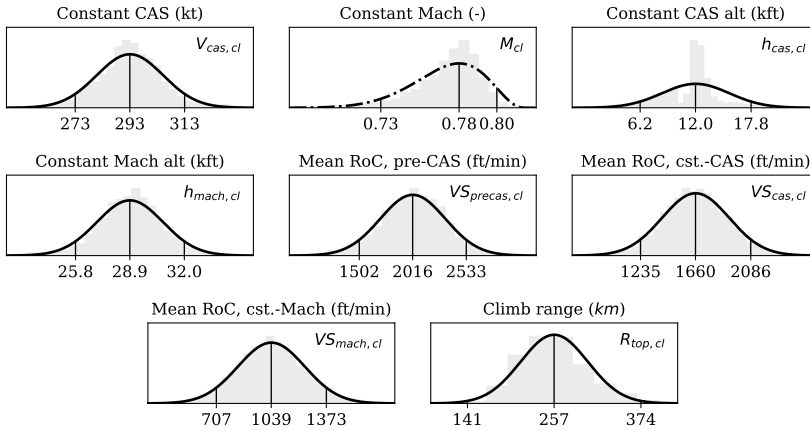 Constant CAS (kt)
V_cas,cl
273 293 313
Constant Mach (-)
M_cl
0.73 0.78 0.80
Constant CAS alt (kft)
h_cas,cl
6.2 12.0 17.8
Constant Mach alt (kft)
h_mach,cl
25.8 28.9 32.0
Mean RoC, pre-CAS (ft/min)
VS_precas,cl
1502 2016 2533
Mean RoC, cst.-CAS (ft/min)
VS_cas,cl
1235 1660 2086
Mean RoC, cst.-Mach (ft/min)
VS_mach,cl
707 1039 1373
Climb range (km)
R_top,cl
141 257 374